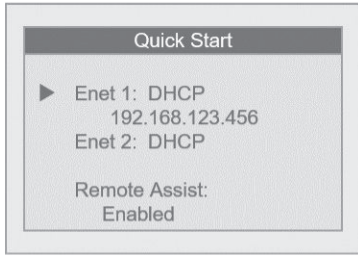 Quick Start
Enet 1: DHCP
192.168.123.456
Enet 2: DHCP
Remote Assist:
Enabled